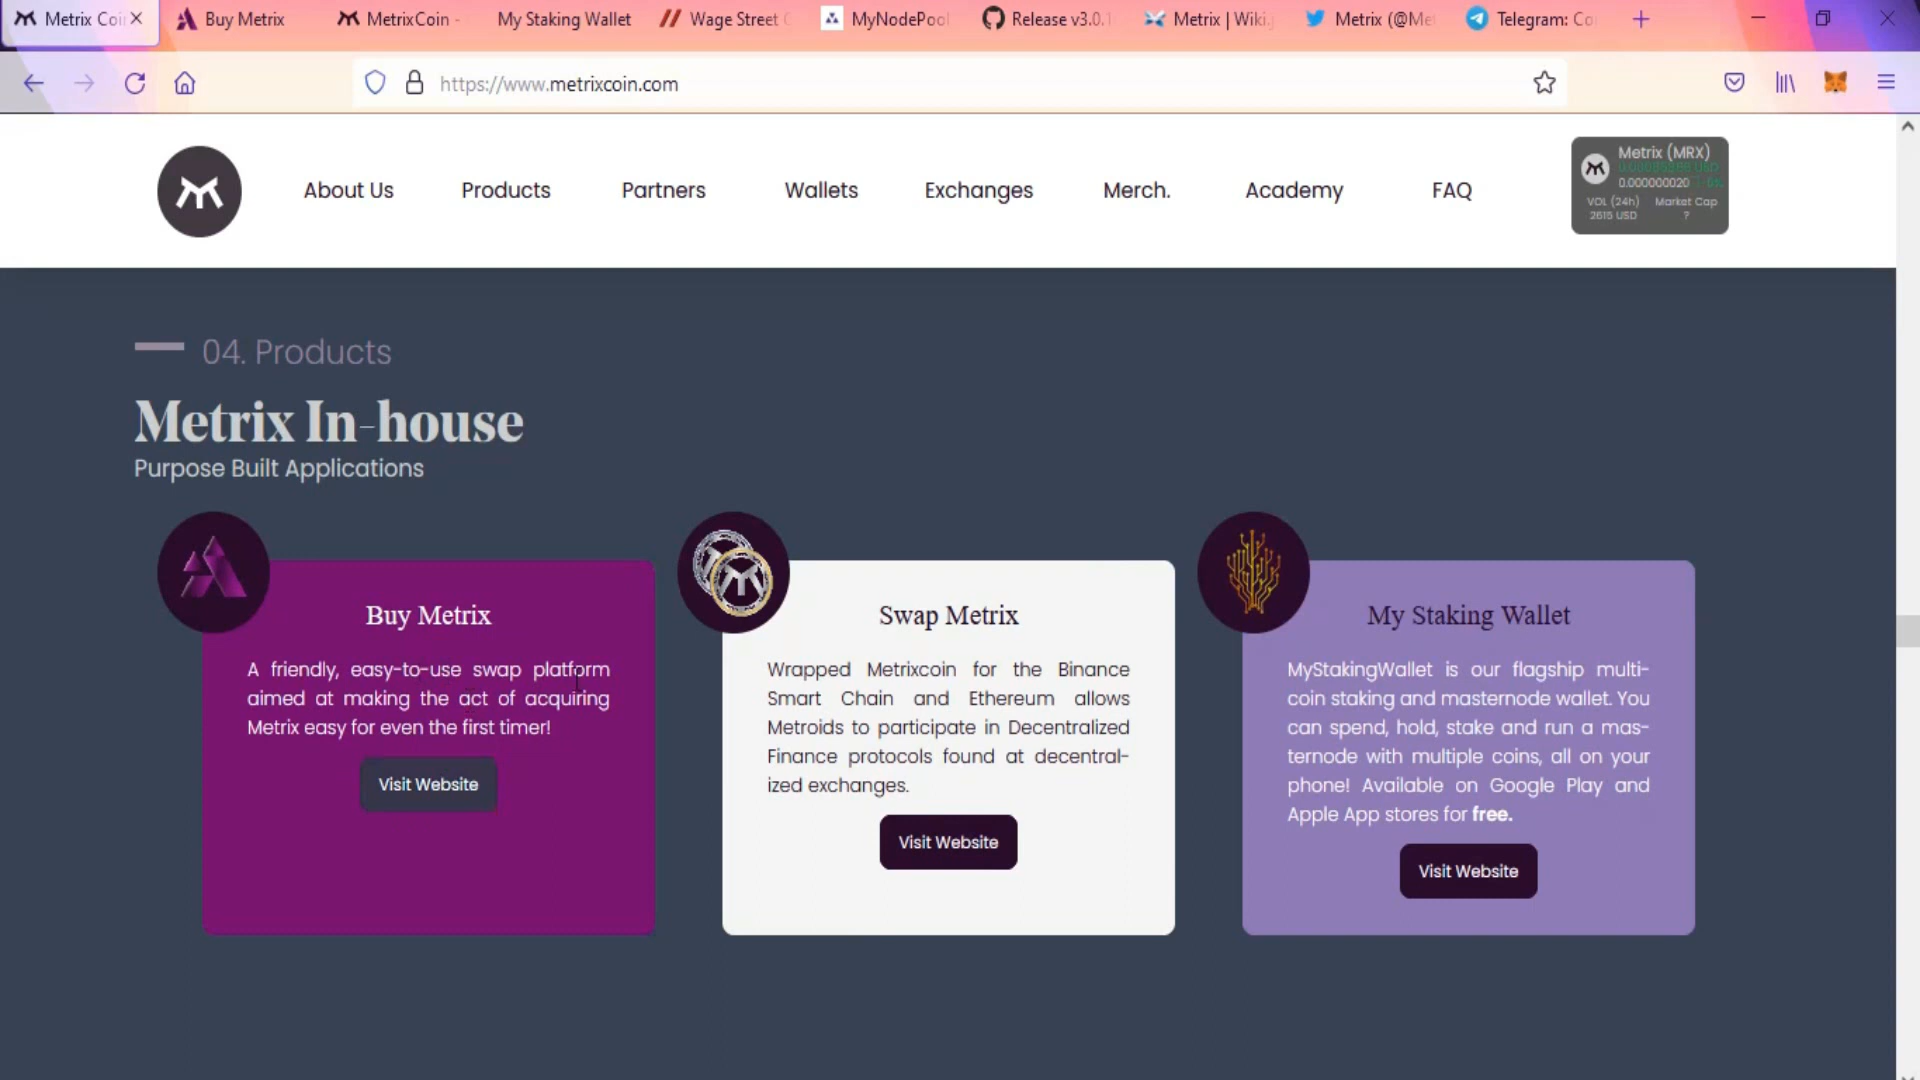 Metrix Coi
Buy Metrix
MetrixCoin -
My Staking Wallet
Wage Street
MyNodePoo
Release v3.0.1
Metrix | Wiki.
Metrix (@Me
Telegram: Co
https://www.metrixcoin.com
About Us
Products
Partners
Wallets
Exchanges
Merch.
Academy
FAQ
Metrix (MRX)
0.000000020
VOL (24h) Market Cap
2615 USD ?
04. Products
Metrix In-house
Purpose Built Applications
Buy Metrix
A friendly, easy-to-use swap platform
aimed at making the act of acquiring
Metrix easy for even the first timer!
Visit Website
Swap Metrix
Wrapped Metrixcoin for the Binance
Smart Chain and Ethereum allows
Metroids to participate in Decentralized
Finance protocols found at decentral-
ized exchanges.
Visit Website
My Staking Wallet
MyStakingWallet is our flagship multi-
coin staking and masternode wallet. You
can spend, hold, stake and run a mas-
ternode with multiple coins, all on your
phone! Available on Google Play and
Apple App stores for free.
Visit Website